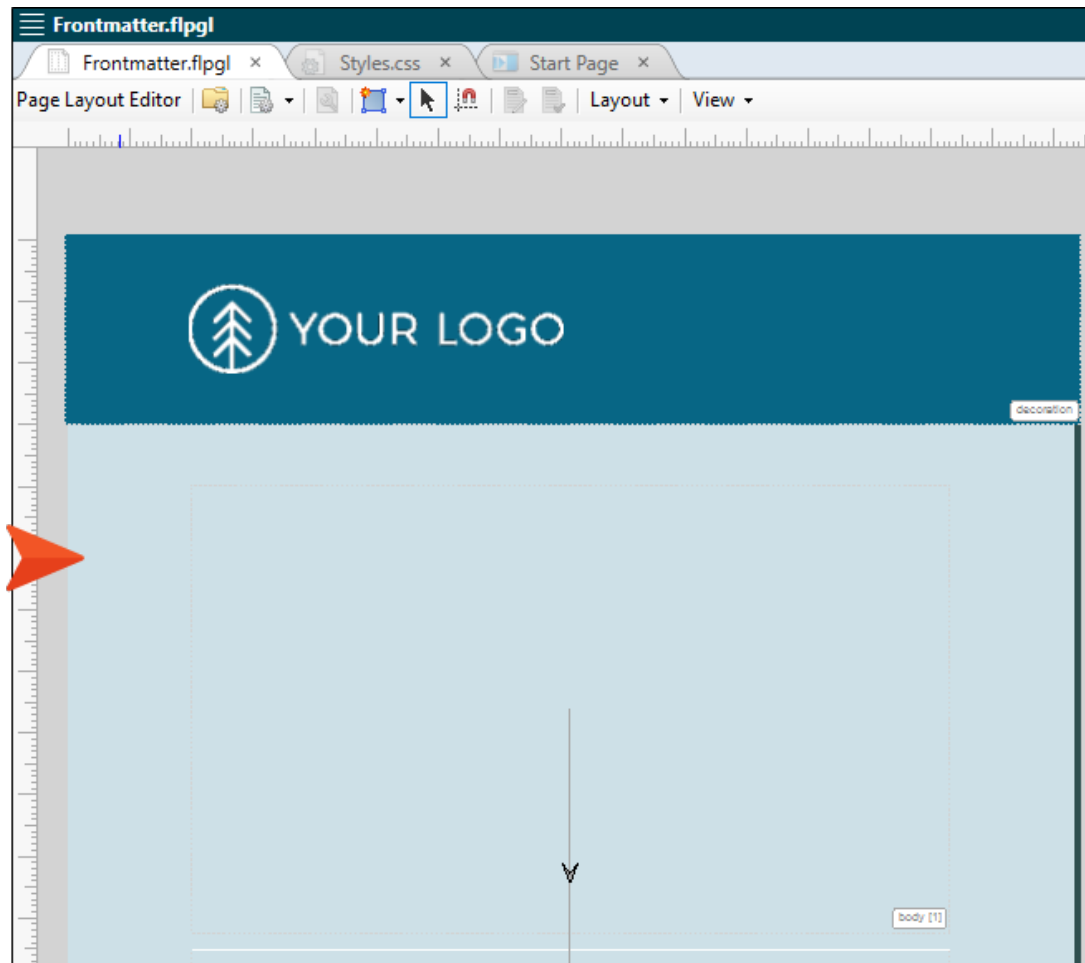 Frontmatter.flpgl
Frontmatter.flpgl × Styles.css × Start Page ×
Page Layout Editor Layout View
YOUR LOGO
decoration
body [1]